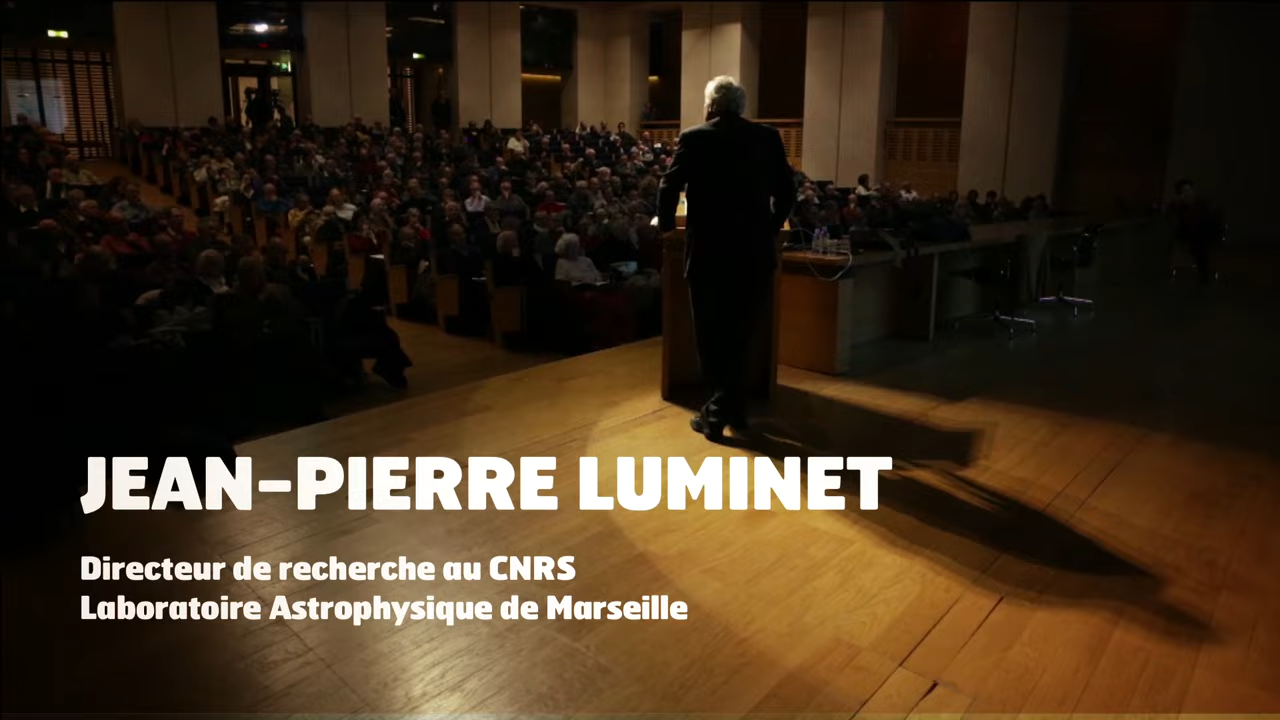 JEAN-PIERRE LUMINET
Directeur de recherche au CNRS
Laboratoire Astrophysique de Marseille